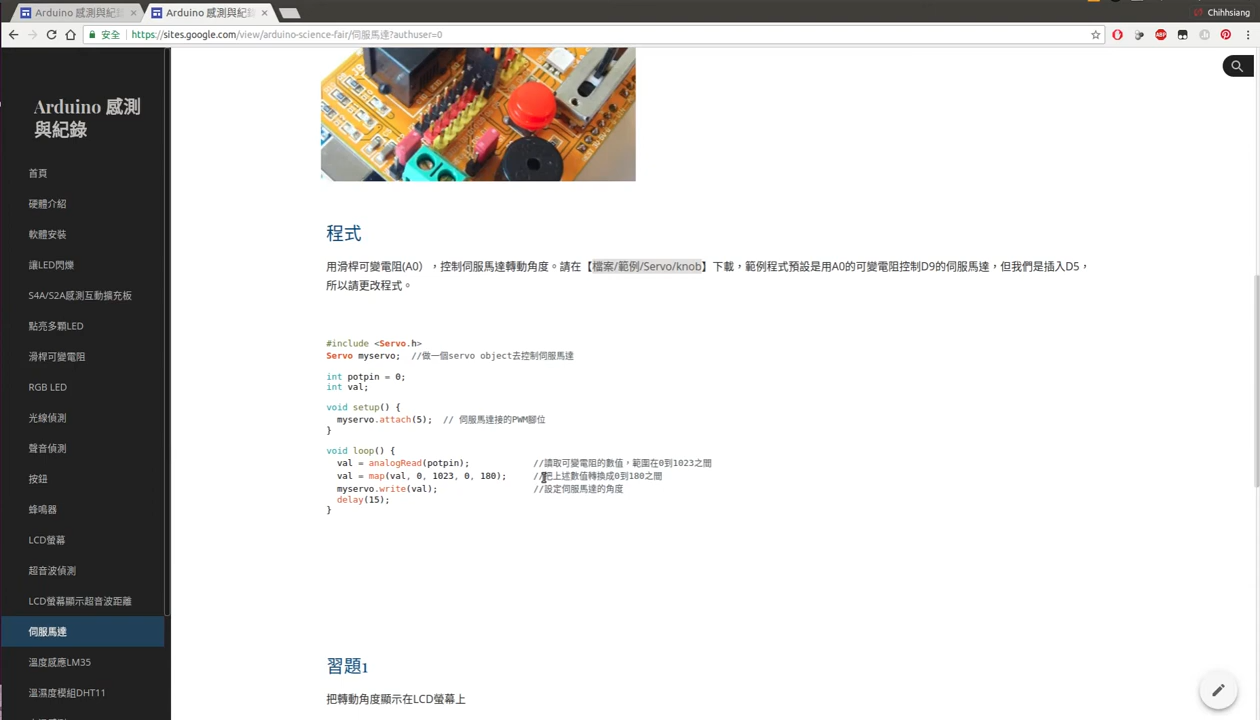 Arduino 感測與紀錄
Arduino 感測與紀錄
Chihhsiang
安全
https://sites.google.com/view/arduino-science-fair/伺服馬達?authuser=0
ABP
Arduino 感測
與紀錄
首頁
硬體介紹
軟體安裝
讓LED閃爍
S4A/S2A感測互動擴充板
點亮多顆LED
滑桿可變電阻
RGB LED
光線偵測
聲音偵測
按鈕
蜂鳴器
LCD螢幕
超音波偵測
LCD螢幕顯示超音波距離
伺服馬達
溫度感應LM35
溫濕度模組DHT11
程式
用滑桿可變電阻(A0），控制伺服馬達轉動角度。請在【檔案/範例/Servo/knob】下載，範例程式預設是用A0的可變電阻控制D9的伺服馬達，但我們是插入D5，
所以請更改程式。
#include <Servo.h>
Servo myservo;  //做一個servo object去控制伺服馬達
int potpin = 0;
int val;
void setup() {
myservo.attach(5);  // 伺服馬達接的PWM腳位
}
void loop() {
val = analogRead(potpin);            //讀取可變電阻的數值，範圍在0到1023之間
val = map(val, 0, 1023, 0, 180);     //把上述數值轉換成0到180之間
myservo.write(val);                  //設定伺服馬達的角度
delay(15);
}
習題1
把轉動角度顯示在LCD螢幕上